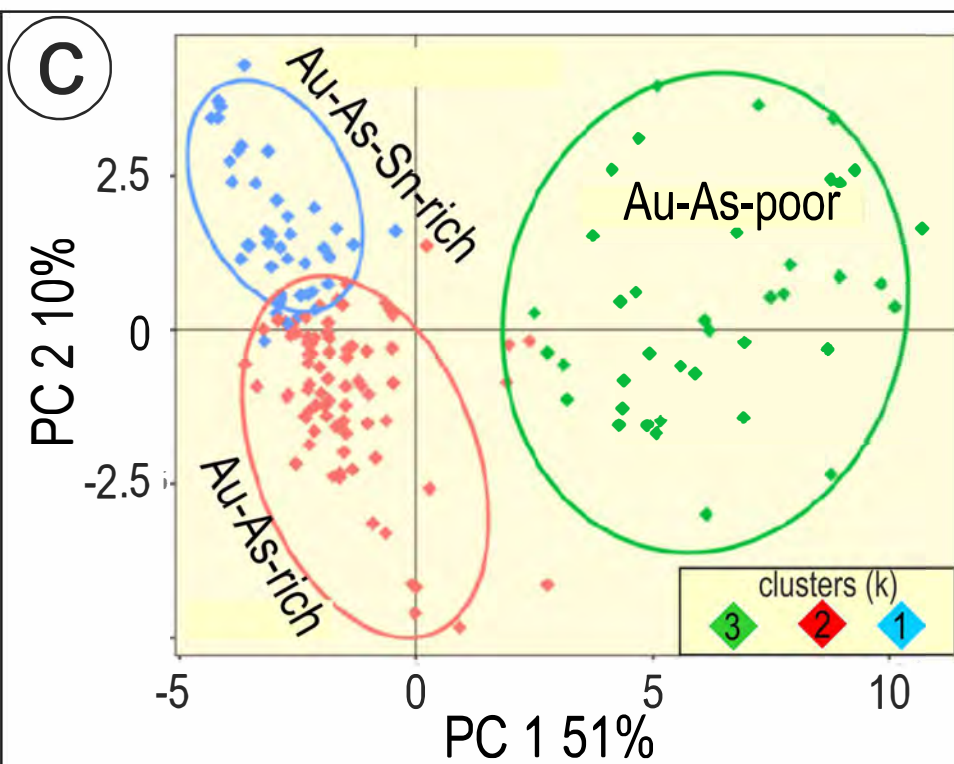 C
Au-As-Sn-rich
Au-As-poor
Au-As-rich
PC 2 10%
2.5
0
-2.5
-5
0
5
10
PC 1 51%
clusters (k)
3 2 1